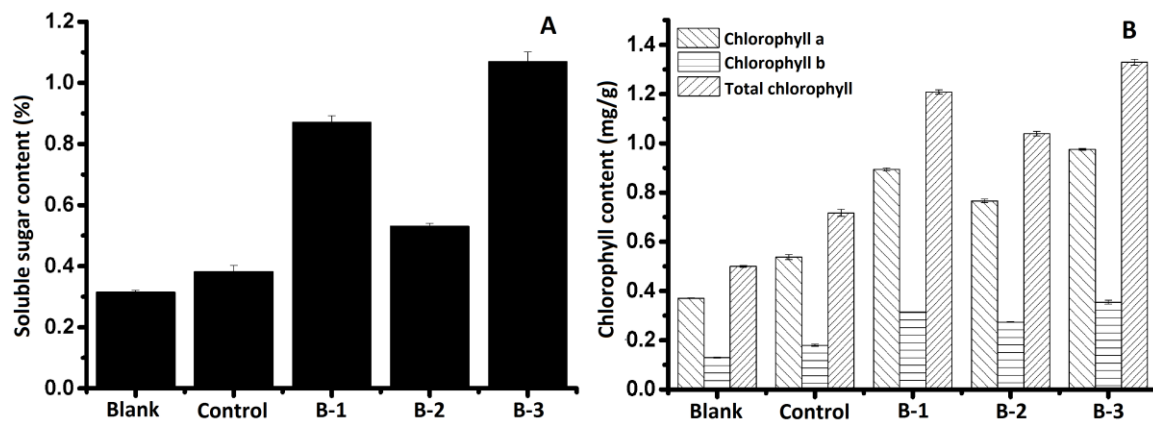 A
Soluble sugar content (%)
1.2
1.0
0.8
0.6
0.4
0.2
0.0
Blank Control B-1 B-2 B-3
B
Chlorophyll a
Chlorophyll b
Total chlorophyll
Chlorophyll content (mg/g)
1.4
1.2
1.0
0.8
0.6
0.4
0.2
0.0
Blank Control B-1 B-2 B-3